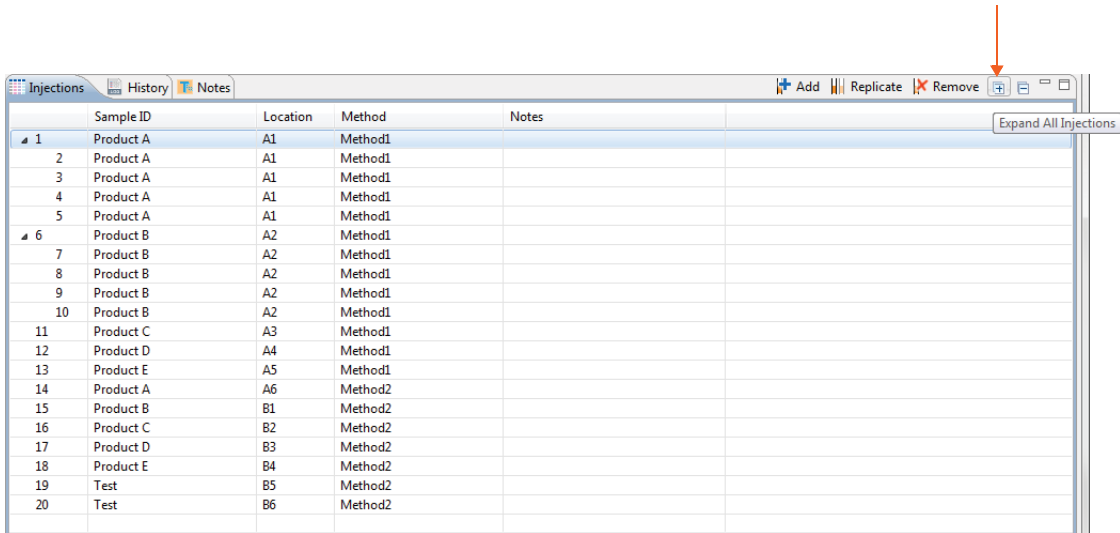 Injections History Notes Add Replicate Remove
Expand All Injections
Sample ID Location Method Notes
1 Product A A1 Method1
2 Product A A1 Method1
3 Product A A1 Method1
4 Product A A1 Method1
5 Product A A1 Method1
6 Product B A2 Method1
7 Product B A2 Method1
8 Product B A2 Method1
9 Product B A2 Method1
10 Product B A2 Method1
11 Product C A3 Method1
12 Product D A4 Method1
13 Product E A5 Method1
14 Product A A6 Method2
15 Product B B1 Method2
16 Product C B2 Method2
17 Product D B3 Method2
18 Product E B4 Method2
19 Test B5 Method2
20 Test B6 Method2